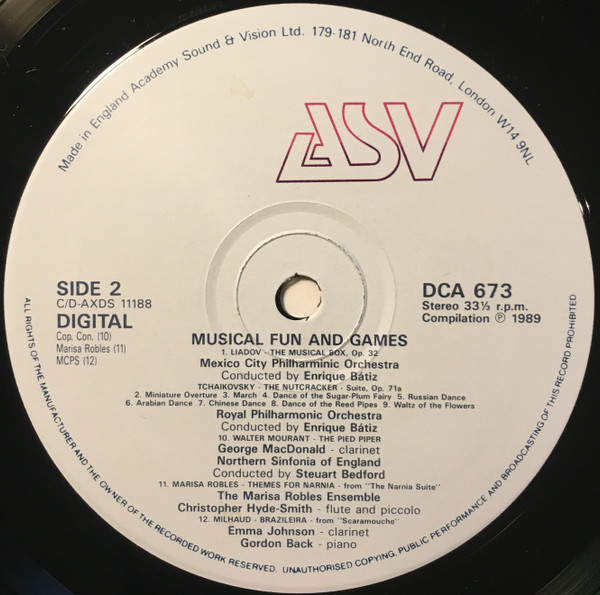 Made in England Academy Sound & Vision Ltd. 179-181 North End Road, London W14 9NL
ASV
SIDE 2
C/D-AXDS 11188
DIGITAL
Cop. Con. (10)
Marisa Robles (11)
MCPS (12)
DCA 673
Stereo 33⅓ r.p.m.
Compilation ℗ 1989
MUSICAL FUN AND GAMES
1. LIADOV - THE MUSICAL BOX, Op. 32
Mexico City Philharminic Orchestra
Conducted by Enrique Bátiz
TCHAIKOVSKY - THE NUTCRACKER - Suite, Op. 71a
2. Miniature Overture 3. March 4. Dance of the Sugar-Plum Fairy 5. Russian Dance
6. Arabian Dance 7. Chinese Dance 8. Dance of the Reed Pipes 9. Waltz of the Flowers
Royal Philharmonic Orchestra
Conducted by Enrique Bátiz
10. WALTER MOURANT - THE PIED PIPER
George MacDonald - clarinet
Northern Sinfonia of England
Conducted by Steuart Bedford
11. MARISA ROBLES - THEMES FOR NARNIA - from "The Narnia Suite"
The Marisa Robles Ensemble
Christopher Hyde-Smith - flute and piccolo
12. MILHAUD - BRAZILEIRA - from "Scaramouche"
Emma Johnson - clarinet
Gordon Back - piano
ALL RIGHTS OF THE MANUFACTURER AND THE OWNER OF THE RECORDED WORK RESERVED. UNAUTHORISED COPYING, PUBLIC PERFORMANCE AND BROADCASTING OF THIS RECORD PROHIBITED